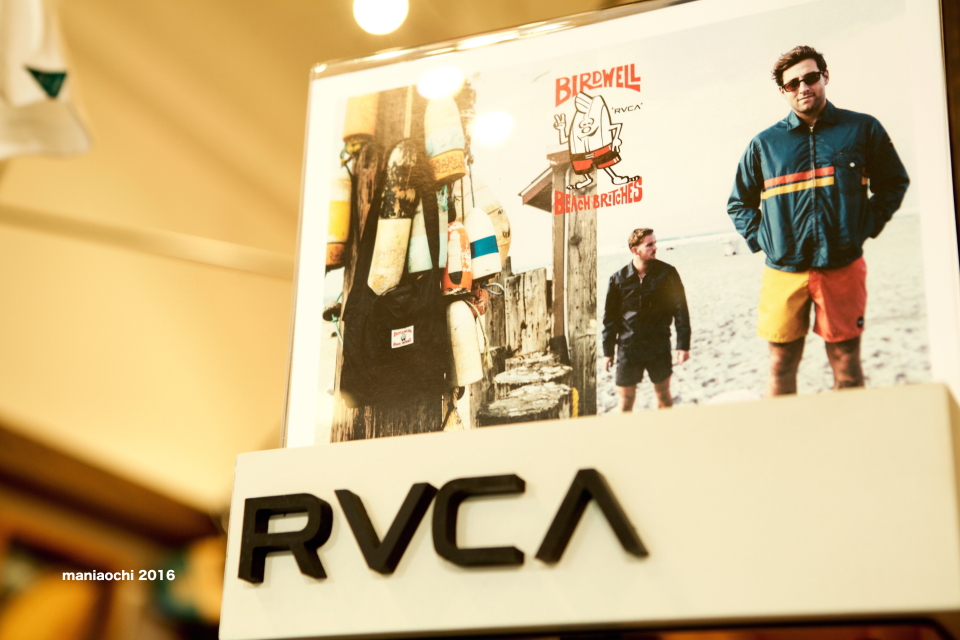 BIRDWELL
'RVCA'
BEACH BRITCHES
RVCA
maniaochi 2016